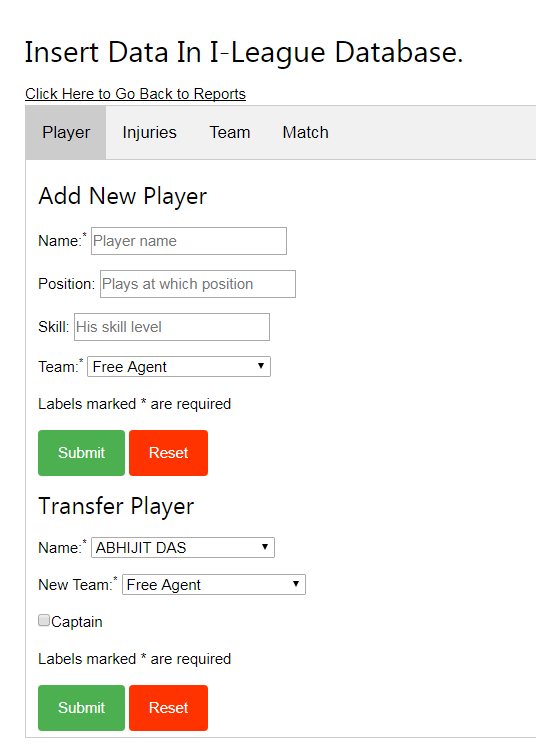 Insert Data In I-League Database.
Click Here to Go Back to Reports
Player Injuries Team Match
Add New Player
Name:* Player name
Position: Plays at which position
Skill: His skill level
Team:* Free Agent
Labels marked * are required
Submit Reset
Transfer Player
Name:* ABHIJIT DAS
New Team:* Free Agent
Captain
Labels marked * are required
Submit Reset